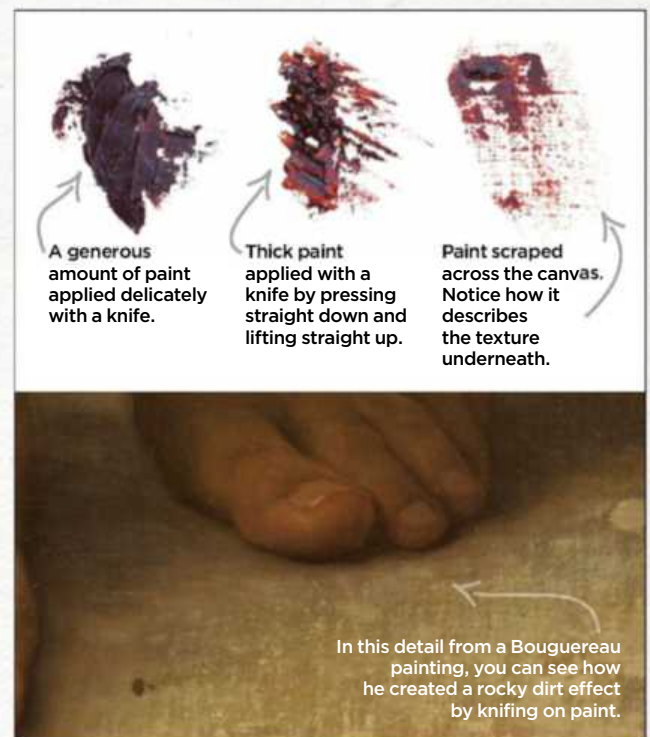 A generous
amount of paint
applied delicately
with a knife.
Thick paint
applied with a
knife by pressing
straight down and
lifting straight up.
Paint scraped
across the canvas.
Notice how it
describes
the texture
underneath.
In this detail from a Bouguereau
painting, you can see how
he created a rocky dirt effect
by knifing on paint.